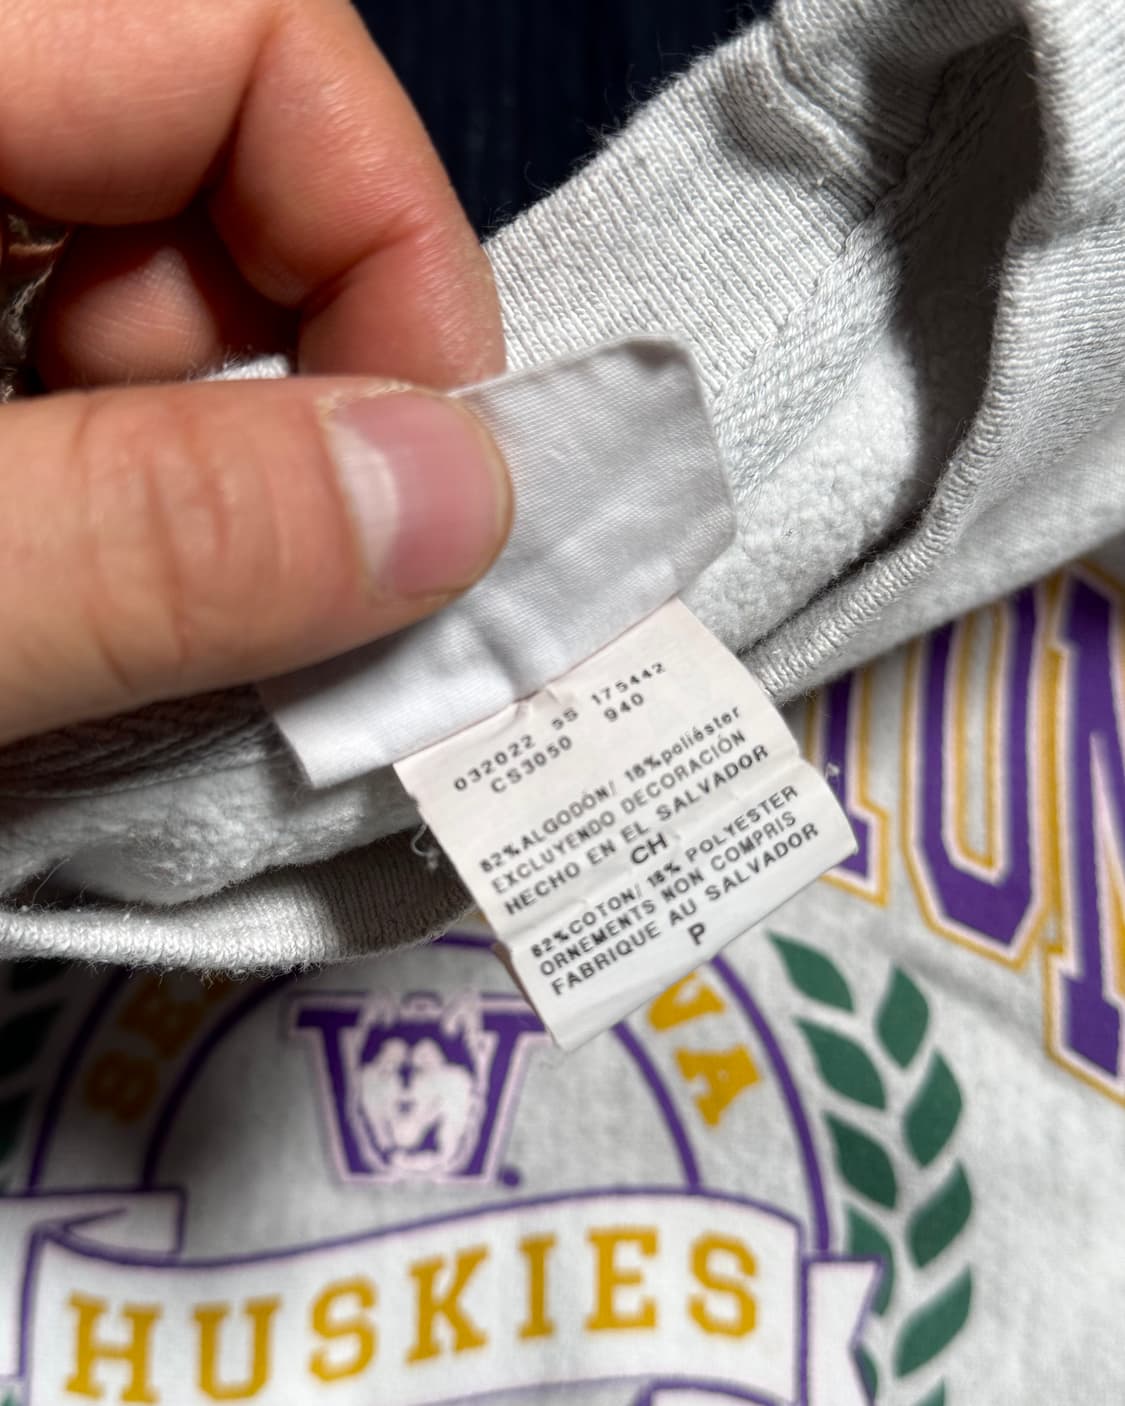 032022 SS 175442
CS3050 940
82%ALGODÓN/ 18%poliéster
EXCLUYENDO DECORACIÓN
HECHO EN EL SALVADOR
CH
82%COTON/ 18% POLYESTER
ORNEMENTS NON COMPRIS
FABRIQUE AU SALVADOR
P
W
HUSKIES